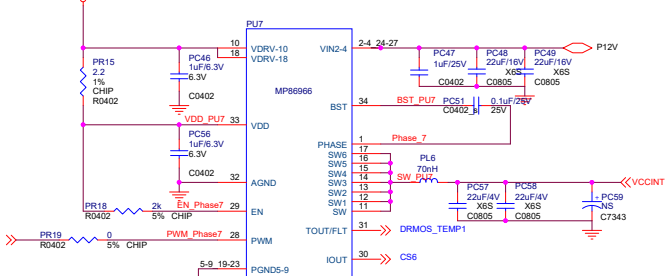 PU7
10 VDRV-10 VIN2-4 2-4 24-27 P12V
18 VDRV-18
PR15
2.2
1%
CHIP
R0402
PC46
1uF/6.3V
6.3V
C0402
PC47
1uF/25V
C0402
PC48
22uF/16V
X6S
C0805
PC49
22uF/16V
X6S
C0805
MP86966
BST 34 BST_PU7 PC51 0.1uF/25V
C0402_s 25V
VDD_PU7 33 VDD
PC56
1uF/6.3V
6.3V
C0402
PHASE 1 Phase_7
SW6 17
SW5 16
SW4 15
SW3 14 SW_PU7
SW2 13
SW1 12
SW 11
PL6
70nH
VCCINT
32 AGND
PC57
22uF/4V
X6S
C0805
PC58
22uF/4V
X6S
C0805
PC59
NS
C7343
PR18 2k EN_Phase7 29 EN
R0402 5% CHIP
TOUT/FLT 31 DRMOS_TEMP1
PR19 0 PWM_Phase7 28 PWM
R0402 5% CHIP
IOUT 30 CS6
5-9 19-23 PGND5-9